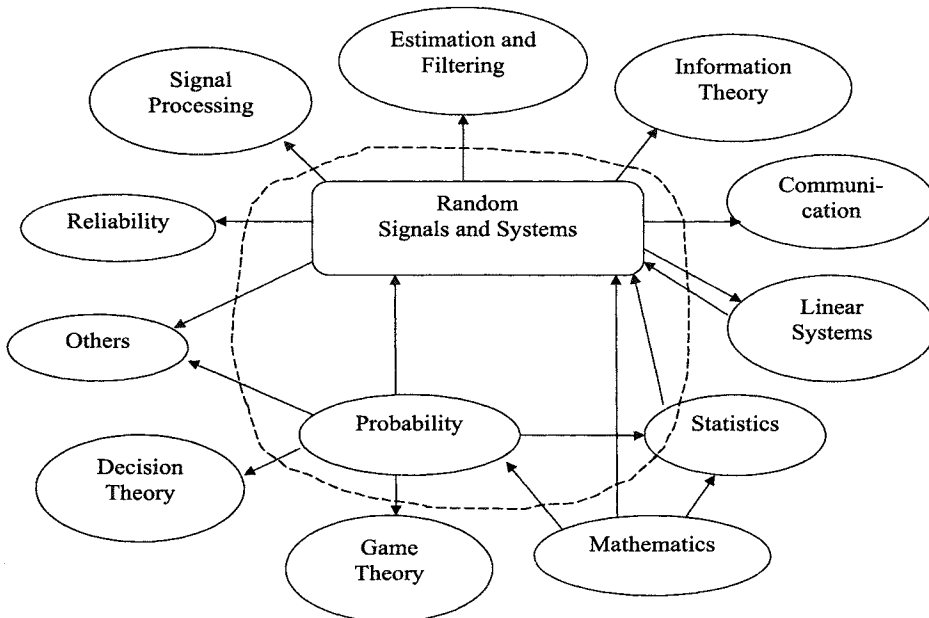 Estimation and
Filtering
Signal
Processing
Information
Theory
Random
Signals and Systems
Communi-
cation
Reliability
Linear
Systems
Others
Probability
Statistics
Decision
Theory
Game
Theory
Mathematics